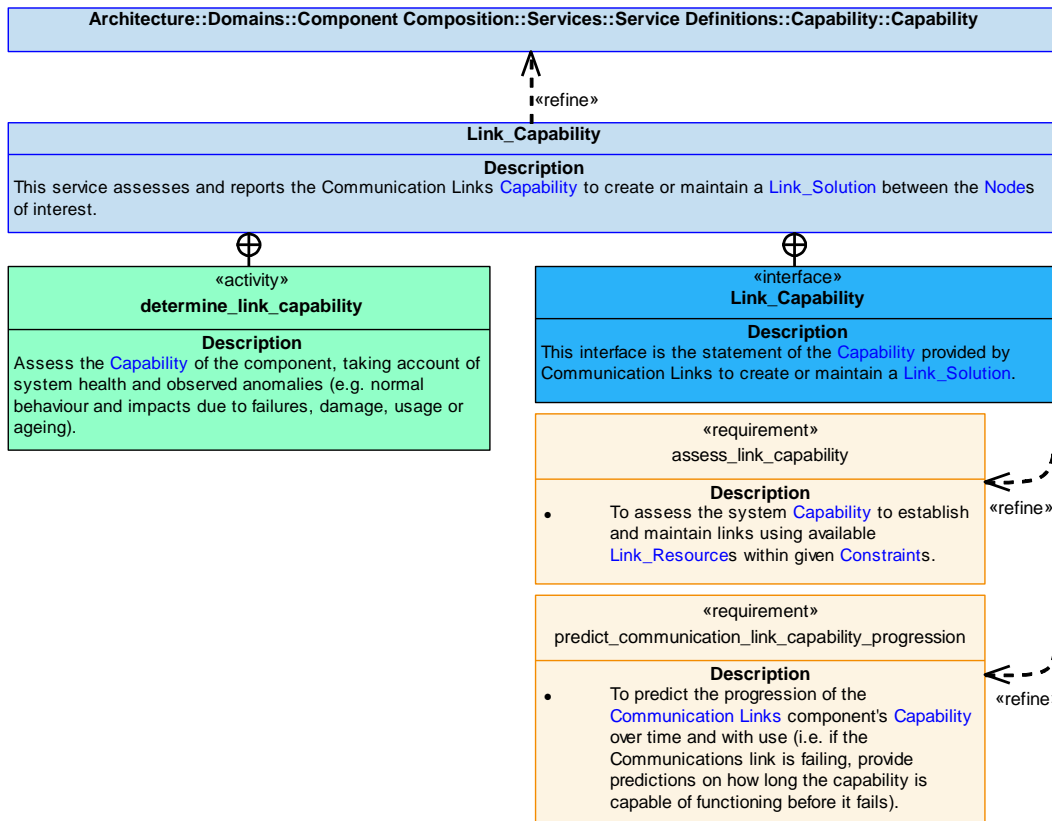 Architecture::Domains::Component Composition::Services::Service Definitions::Capability::Capability
«refine»
Link_Capability
Description
This service assesses and reports the Communication Links Capability to create or maintain a Link_Solution between the Nodes
of interest.
«activity»
determine_link_capability
Description
Assess the Capability of the component, taking account of
system health and observed anomalies (e.g. normal
behaviour and impacts due to failures, damage, usage or
ageing).
«interface»
Link_Capability
Description
This interface is the statement of the Capability provided by
Communication Links to create or maintain a Link_Solution.
«requirement»
assess_link_capability
Description
• To assess the system Capability to establish
and maintain links using available
Link_Resources within given Constraints.
«refine»
«requirement»
predict_communication_link_capability_progression
Description
• To predict the progression of the
Communication Links component's Capability
over time and with use (i.e. if the
Communications link is failing, provide
predictions on how long the capability is
capable of functioning before it fails).
«refine»